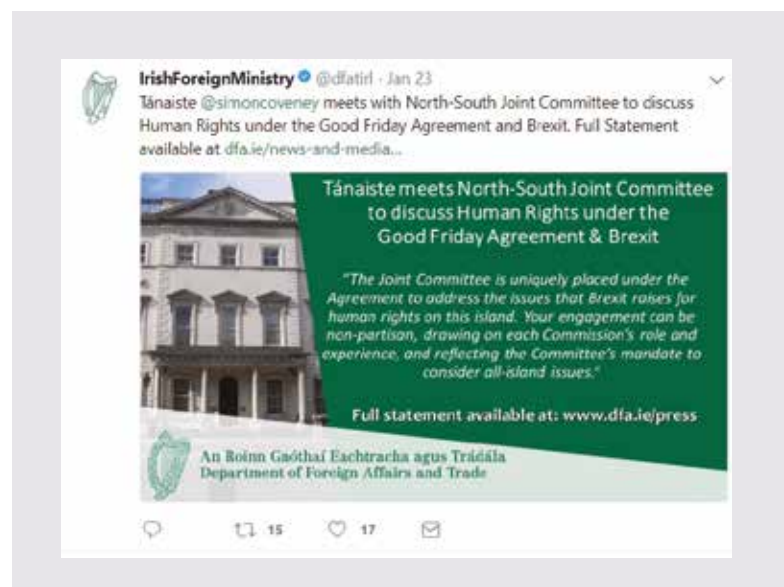 IrishForeignMinistry @dfatirl · Jan 23
Tánaiste @simoncoveney meets with North-South Joint Committee to discuss
Human Rights under the Good Friday Agreement and Brexit. Full Statement
available at dfa.ie/news-and-media...
Tánaiste meets North-South Joint Committee
to discuss Human Rights under the
Good Friday Agreement & Brexit
"The Joint Committee is uniquely placed under the
Agreement to address the issues that Brexit raises for
human rights on this island. Your engagement can be
non-partisan, drawing on each Commission's role and
experience, and reflecting the Committee's mandate to
consider all-island issues."
Full statement available at: www.dfa.ie/press
An Roinn Gnóthaí Eachtracha agus Trádála
Department of Foreign Affairs and Trade
15 17